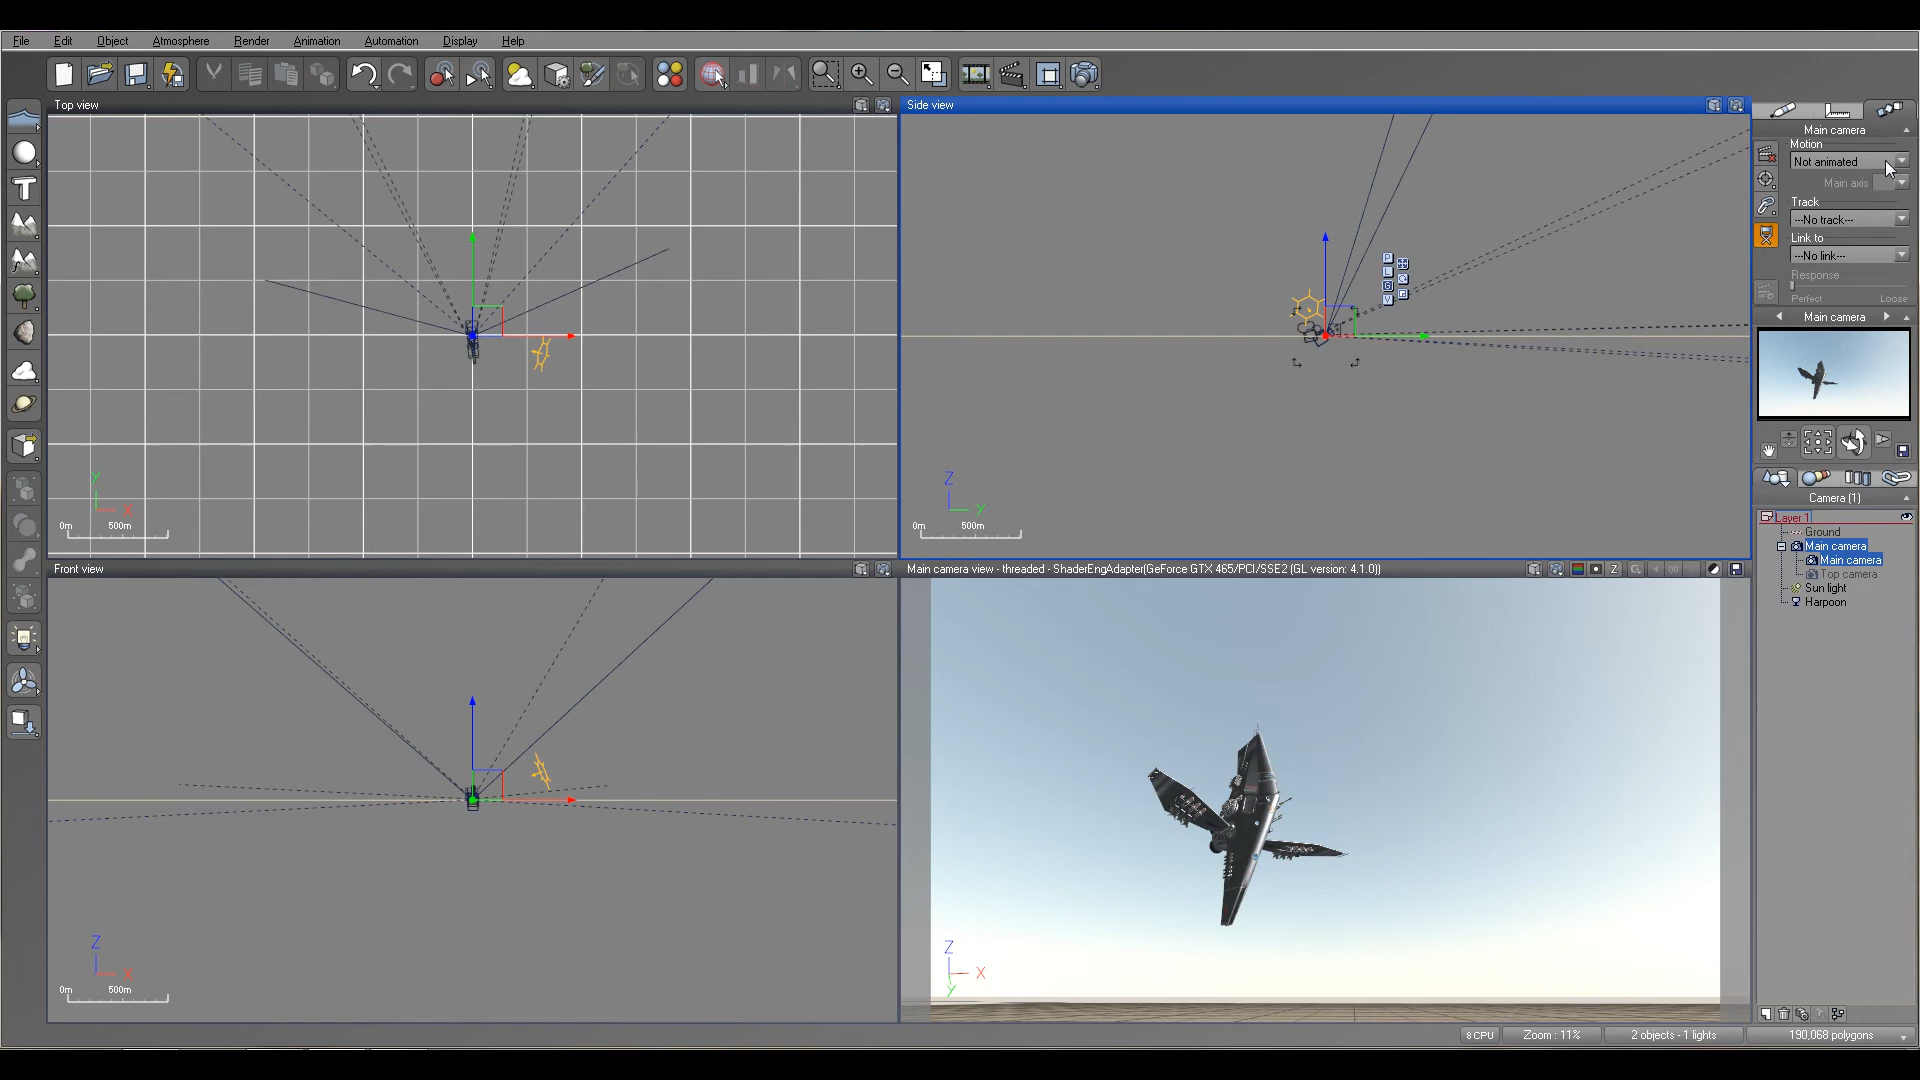 File Edit Object Atmosphere Render Animation Automation Display Help
Top view
Side view
Main camera
Motion
Not animated
Main axis
Track
---No track---
Link to
---No link---
Response
Perfect Loose
Main camera
P
L
G
V
Y
X
0m 500m
Z
Y
0m 500m
Camera (1)
Layer 1
Ground
Main camera
Main camera
Top camera
Sun light
Harpoon
Front view
Main camera view - threaded - ShaderEngAdapter(GeForce GTX 465/PCI/SSE2 (GL version: 4.1.0))
Z
Z
X
0m 500m
Z
X
Y
8 CPU
Zoom : 11%
2 objects - 1 lights
190,068 polygons